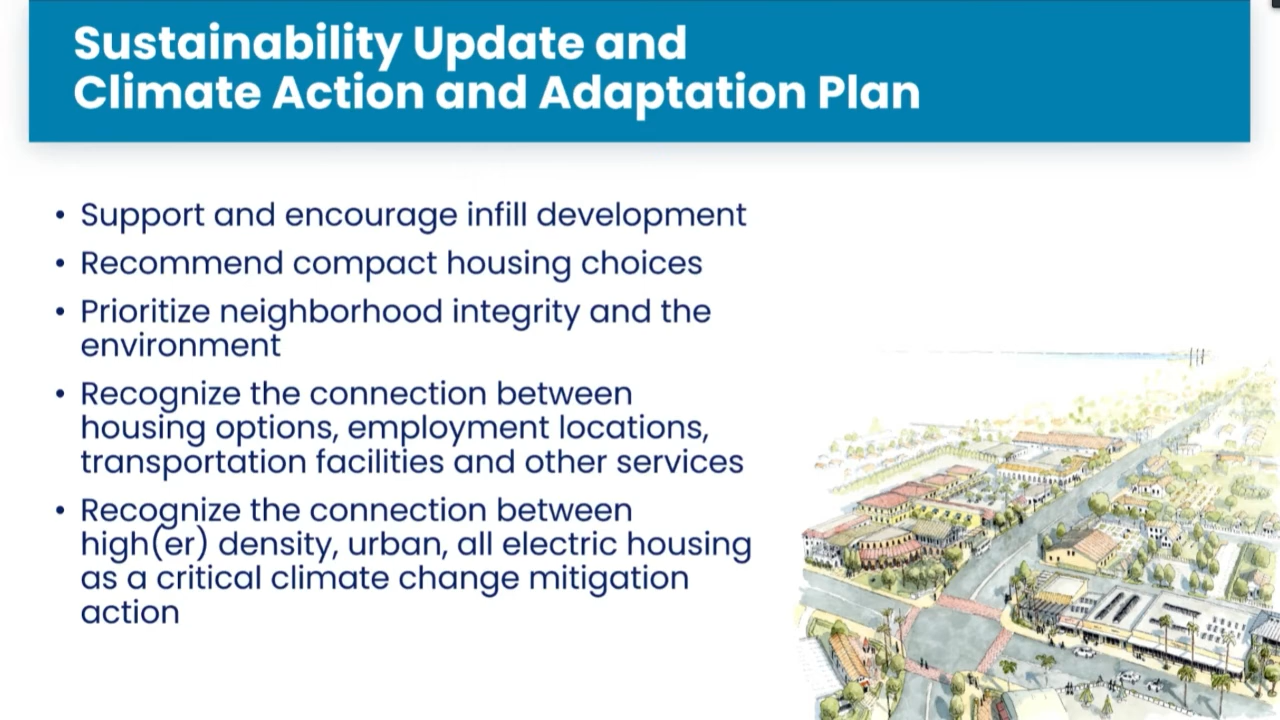 Sustainability Update and
Climate Action and Adaptation Plan
• Support and encourage infill development
• Recommend compact housing choices
• Prioritize neighborhood integrity and the
environment
• Recognize the connection between
housing options, employment locations,
transportation facilities and other services
• Recognize the connection between
high(er) density, urban, all electric housing
as a critical climate change mitigation
action